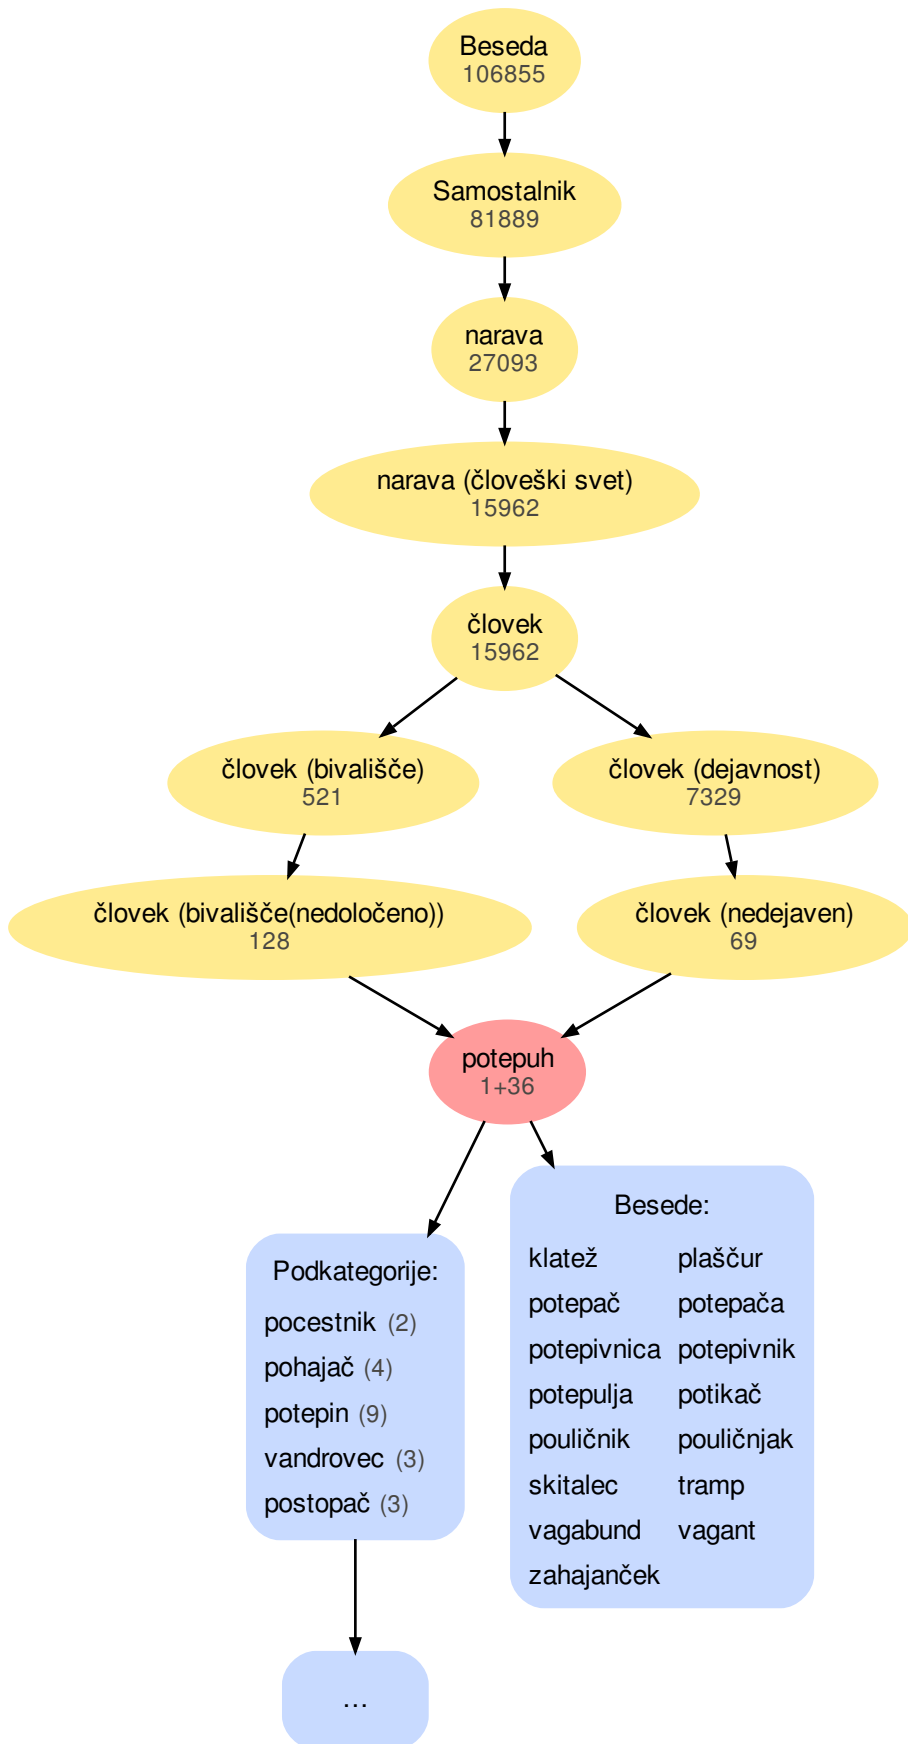 Beseda
106855
Samostalnik
81889
narava
27093
narava (človeški svet)
15962
človek
15962
človek (bivališče)
521
človek (dejavnost)
7329
človek (bivališče(nedoločeno))
128
človek (nedejaven)
69
potepuh
1+36
Podkategorije:
pocestnik (2)
pohajač (4)
potepin (9)
vandrovec (3)
postopač (3)
...
Besede:
klatež plaščur
potepač potepača
potepivnica potepivnik
potepulja potikač
pouličnik pouličnjak
skitalec tramp
vagabund vagant
zahajanček